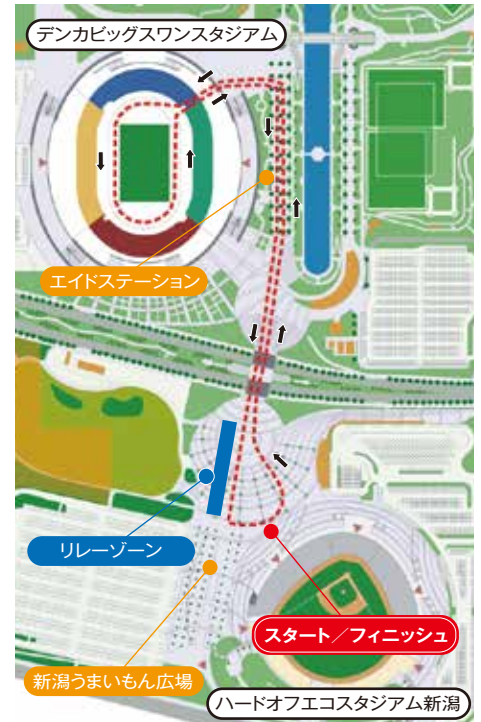 デンカビッグスワンスタジアム
エイドステーション
リレーゾーン
スタート／フィニッシュ
新潟うまいもん広場
ハードオフエコスタジアム新潟